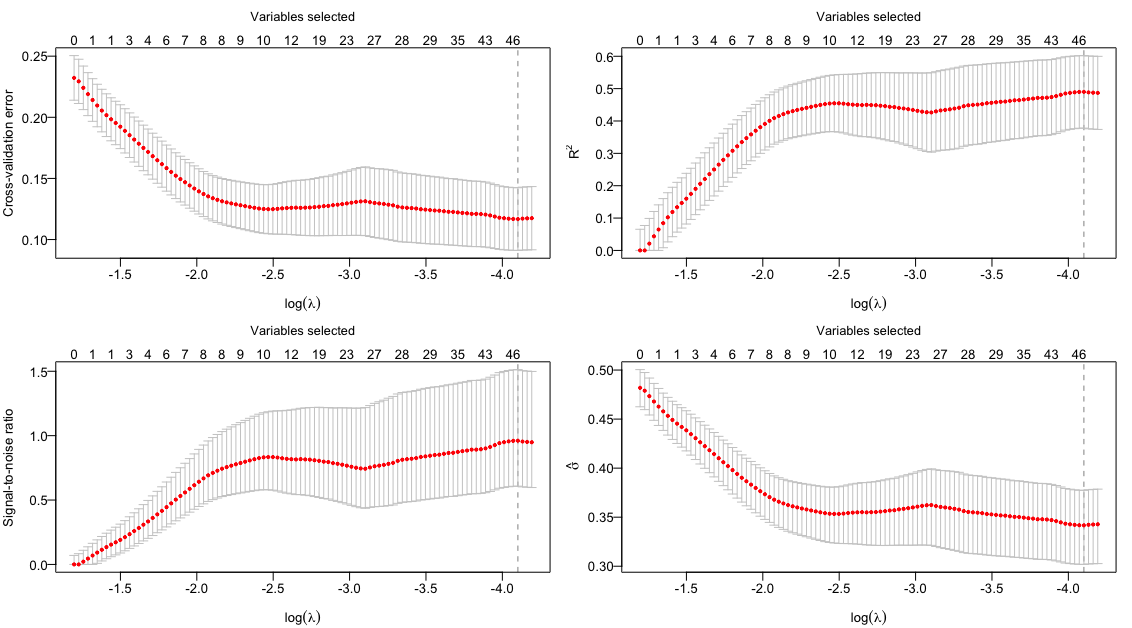 Variables selected
0 1 1 3 4 6 7 8 8 9 10 12 19 23 27 28 29 35 43 46
Cross-validation error
0.25
0.20
0.15
0.10
-1.5 -2.0 -2.5 -3.0 -3.5 -4.0
log(λ)
Variables selected
0 1 1 3 4 6 7 8 8 9 10 12 19 23 27 28 29 35 43 46
R²
0.6
0.5
0.4
0.3
0.2
0.1
0.0
-1.5 -2.0 -2.5 -3.0 -3.5 -4.0
log(λ)
Variables selected
0 1 1 3 4 6 7 8 8 9 10 12 19 23 27 28 29 35 43 46
Signal-to-noise ratio
1.5
1.0
0.5
0.0
-1.5 -2.0 -2.5 -3.0 -3.5 -4.0
log(λ)
Variables selected
0 1 1 3 4 6 7 8 8 9 10 12 19 23 27 28 29 35 43 46
σ̂
0.50
0.45
0.40
0.35
0.30
-1.5 -2.0 -2.5 -3.0 -3.5 -4.0
log(λ)